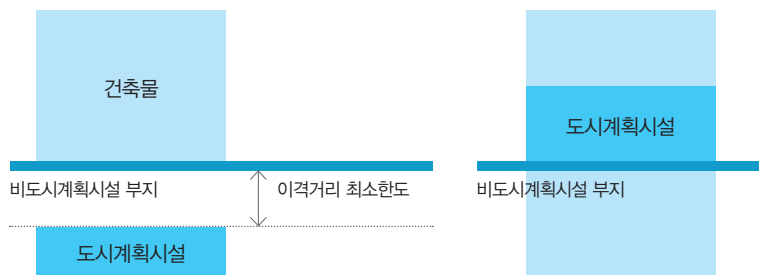 건축물
도시계획시설
비도시계획시설 부지
이격거리 최소한도
비도시계획시설 부지
도시계획시설